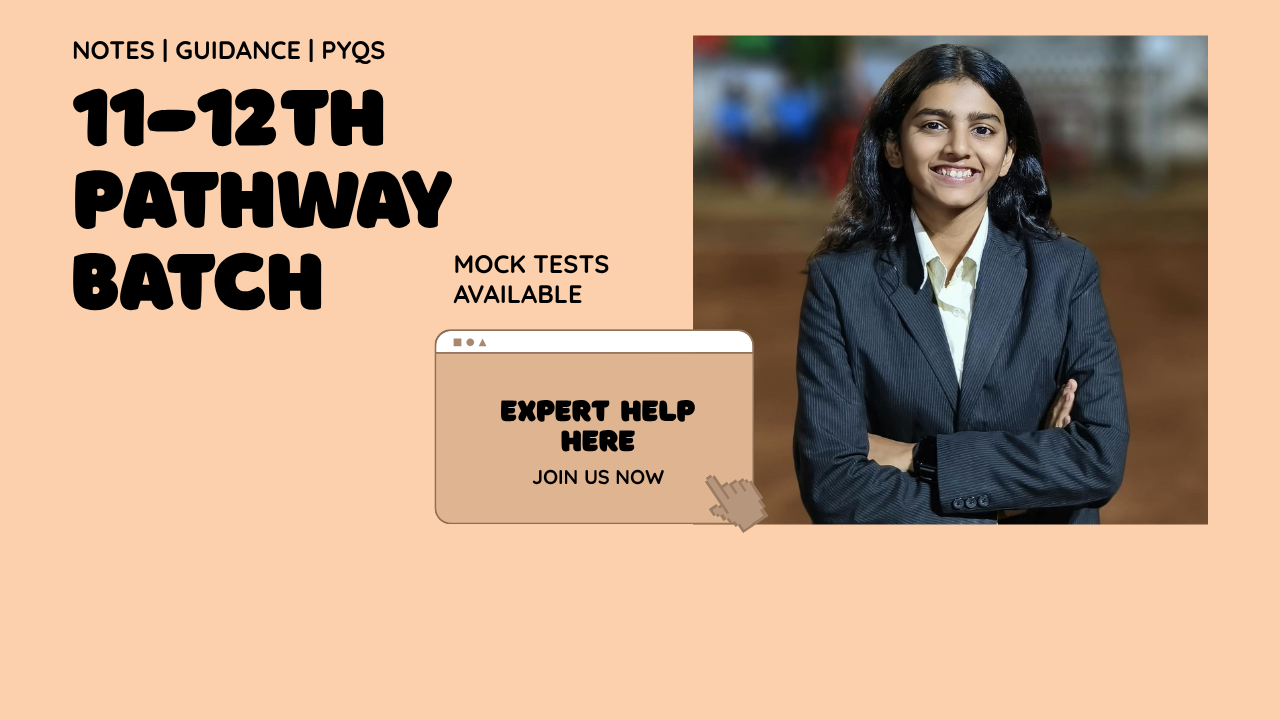 NOTES | GUIDANCE | PYQS
11-12TH
PATHWAY
BATCH
MOCK TESTS
AVAILABLE
EXPERT HELP
HERE
JOIN US NOW